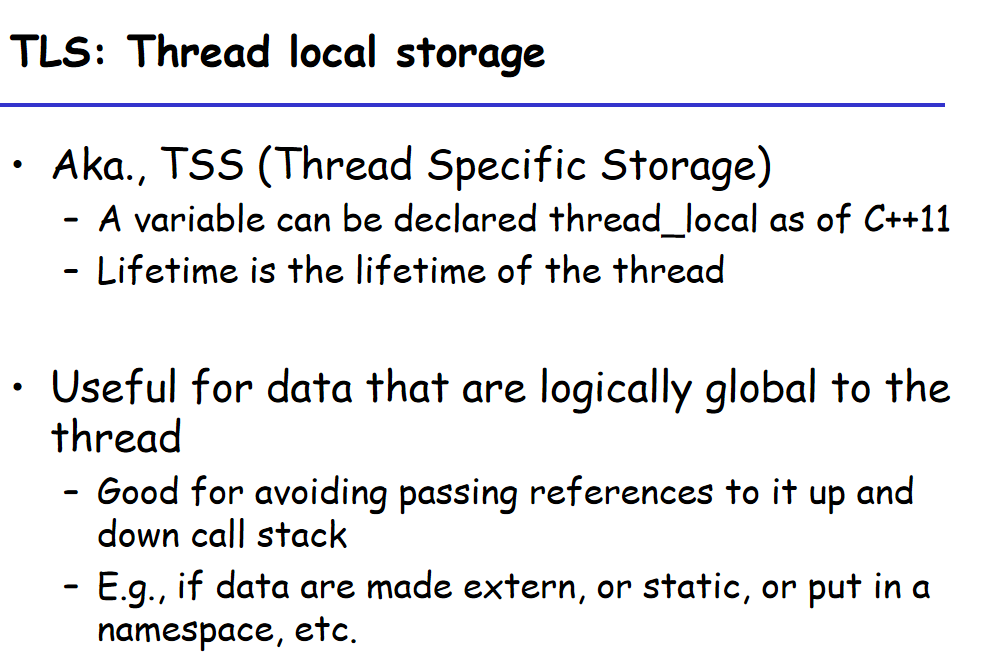 TLS: Thread local storage
• Aka., TSS (Thread Specific Storage)
– A variable can be declared thread_local as of C++11
– Lifetime is the lifetime of the thread
• Useful for data that are logically global to the
thread
– Good for avoiding passing references to it up and
down call stack
– E.g., if data are made extern, or static, or put in a
namespace, etc.